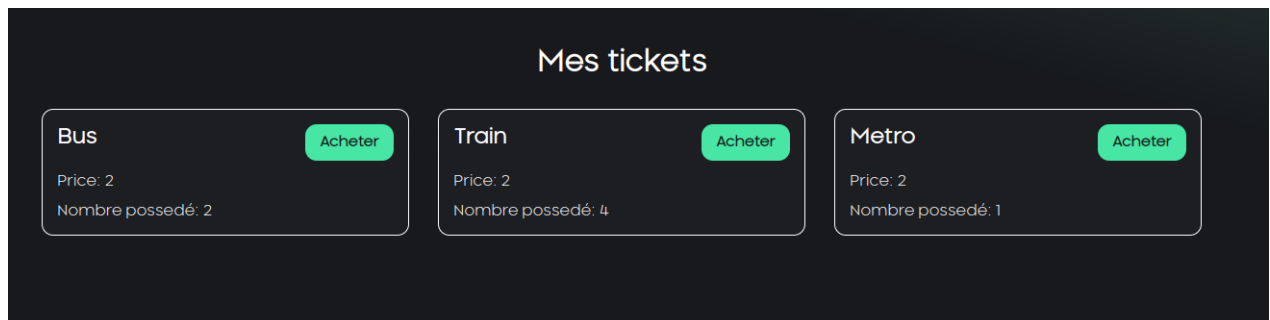 Mes tickets
Bus
Acheter
Price: 2
Nombre possedé: 2
Train
Acheter
Price: 2
Nombre possedé: 4
Metro
Acheter
Price: 2
Nombre possedé: 1